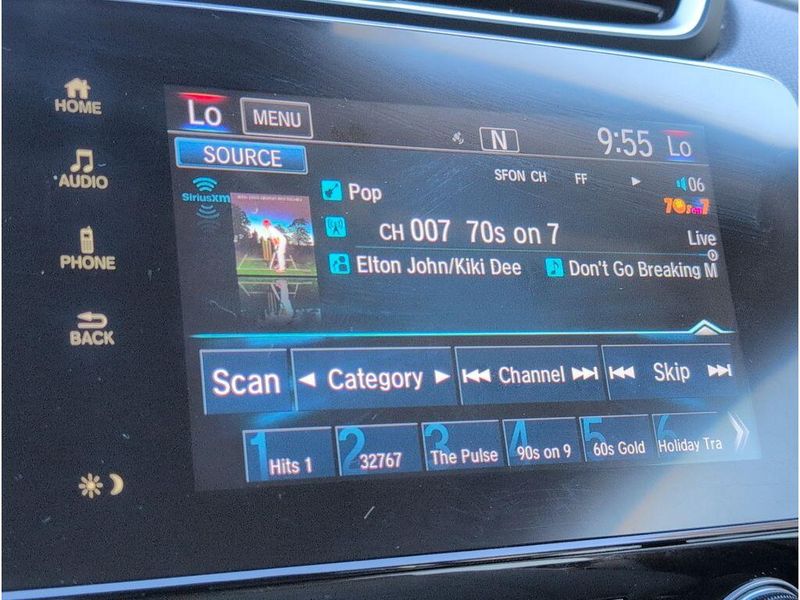 HOME
AUDIO
PHONE
BACK
Lo MENU N 9:55 Lo
SOURCE SFON CH FF 06
SiriusXM Pop
CH 007 70s on 7 Live
Elton John/Kiki Dee Don't Go Breaking M
Scan Category Channel Skip
1 Hits 1 2 32767 3 The Pulse 4 90s on 9 5 60s Gold 6 Holiday Tra